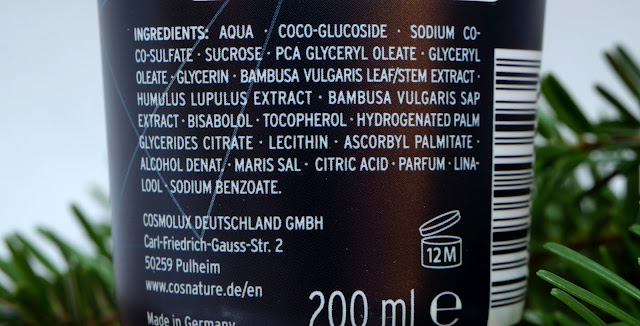 INGREDIENTS: AQUA · COCO-GLUCOSIDE · SODIUM CO-
CO-SULFATE · SUCROSE · PCA GLYCERYL OLEATE · GLYCERYL
OLEATE · GLYCERIN · BAMBUSA VULGARIS LEAF/STEM EXTRACT ·
HUMULUS LUPULUS EXTRACT · BAMBUSA VULGARIS SAP
EXTRACT · BISABOLOL · TOCOPHEROL · HYDROGENATED PALM
GLYCERIDES CITRATE · LECITHIN · ASCORBYL PALMITATE ·
ALCOHOL DENAT. · MARIS SAL · CITRIC ACID · PARFUM · LINA-
LOOL · SODIUM BENZOATE.
COSMOLUX DEUTSCHLAND GMBH
Carl-Friedrich-Gauss-Str. 2
50259 Pulheim
www.cosnature.de/en
Made in Germany
12M
200 ml e